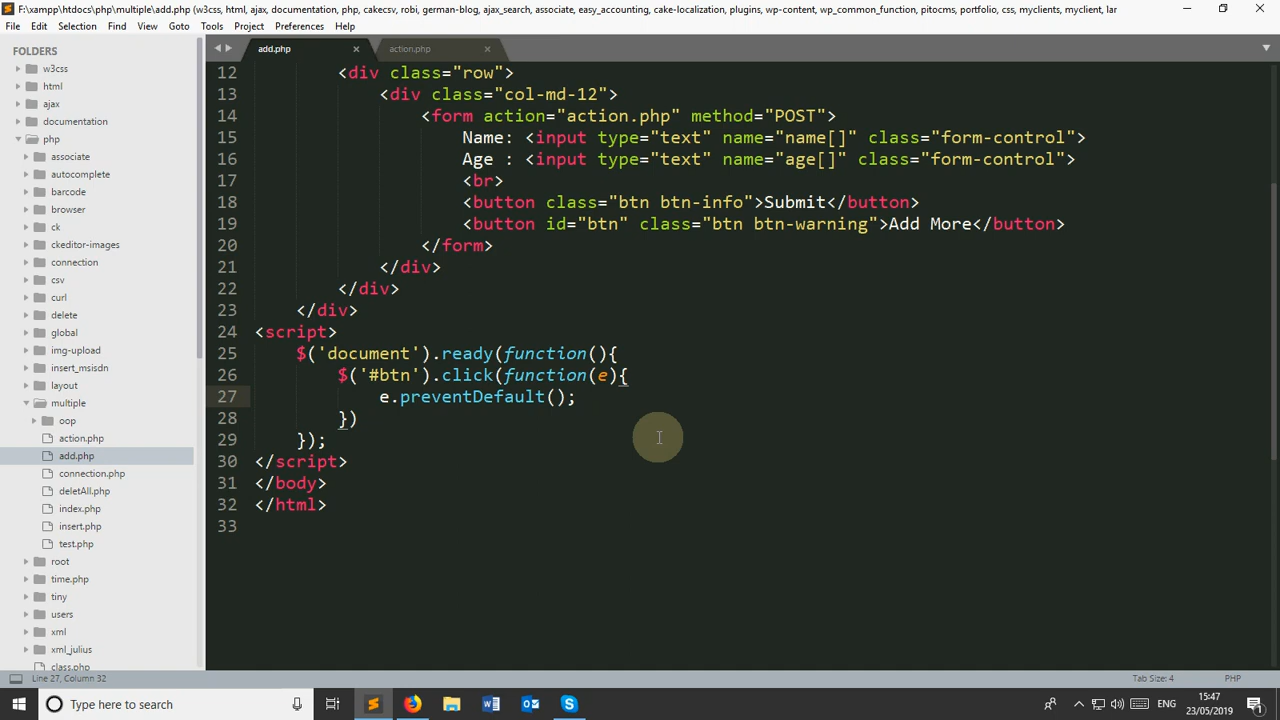 F:\xampp\htdocs\php\multiple\add.php (w3css, html, ajax, documentation, php, cakecsv, robi, german-blog, ajax_search, associate, easy_accounting, cake-localization, plugins, wp-content, wp_common_function, pitocms, portfolio, css, myclients, myclient, lar
File Edit Selection Find View Goto Tools Project Preferences Help
FOLDERS
w3css
html
ajax
documentation
php
associate
autocomplete
barcode
browser
ck
ckeditor-images
connection
csv
curl
delete
global
img-upload
insert_msisdn
layout
multiple
oop
action.php
add.php
connection.php
deletAll.php
index.php
insert.php
test.php
root
time.php
tiny
users
xml
xml_julius
class.php
add.php × action.php ×
12 <div class="row">
13 <div class="col-md-12">
14 <form action="action.php" method="POST">
15 Name: <input type="text" name="name[]" class="form-control">
16 Age : <input type="text" name="age[]" class="form-control">
17 <br>
18 <button class="btn btn-info">Submit</button>
19 <button id="btn" class="btn btn-warning">Add More</button>
20 </form>
21 </div>
22 </div>
23 </div>
24 <script>
25 $('document').ready(function(){
26 $('#btn').click(function(e){
27 e.preventDefault();
28 })
29 });
30 </script>
31 </body>
32 </html>
33
Line 27, Column 32 Tab Size: 4 PHP
Type here to search
ENG
15:47
23/05/2019